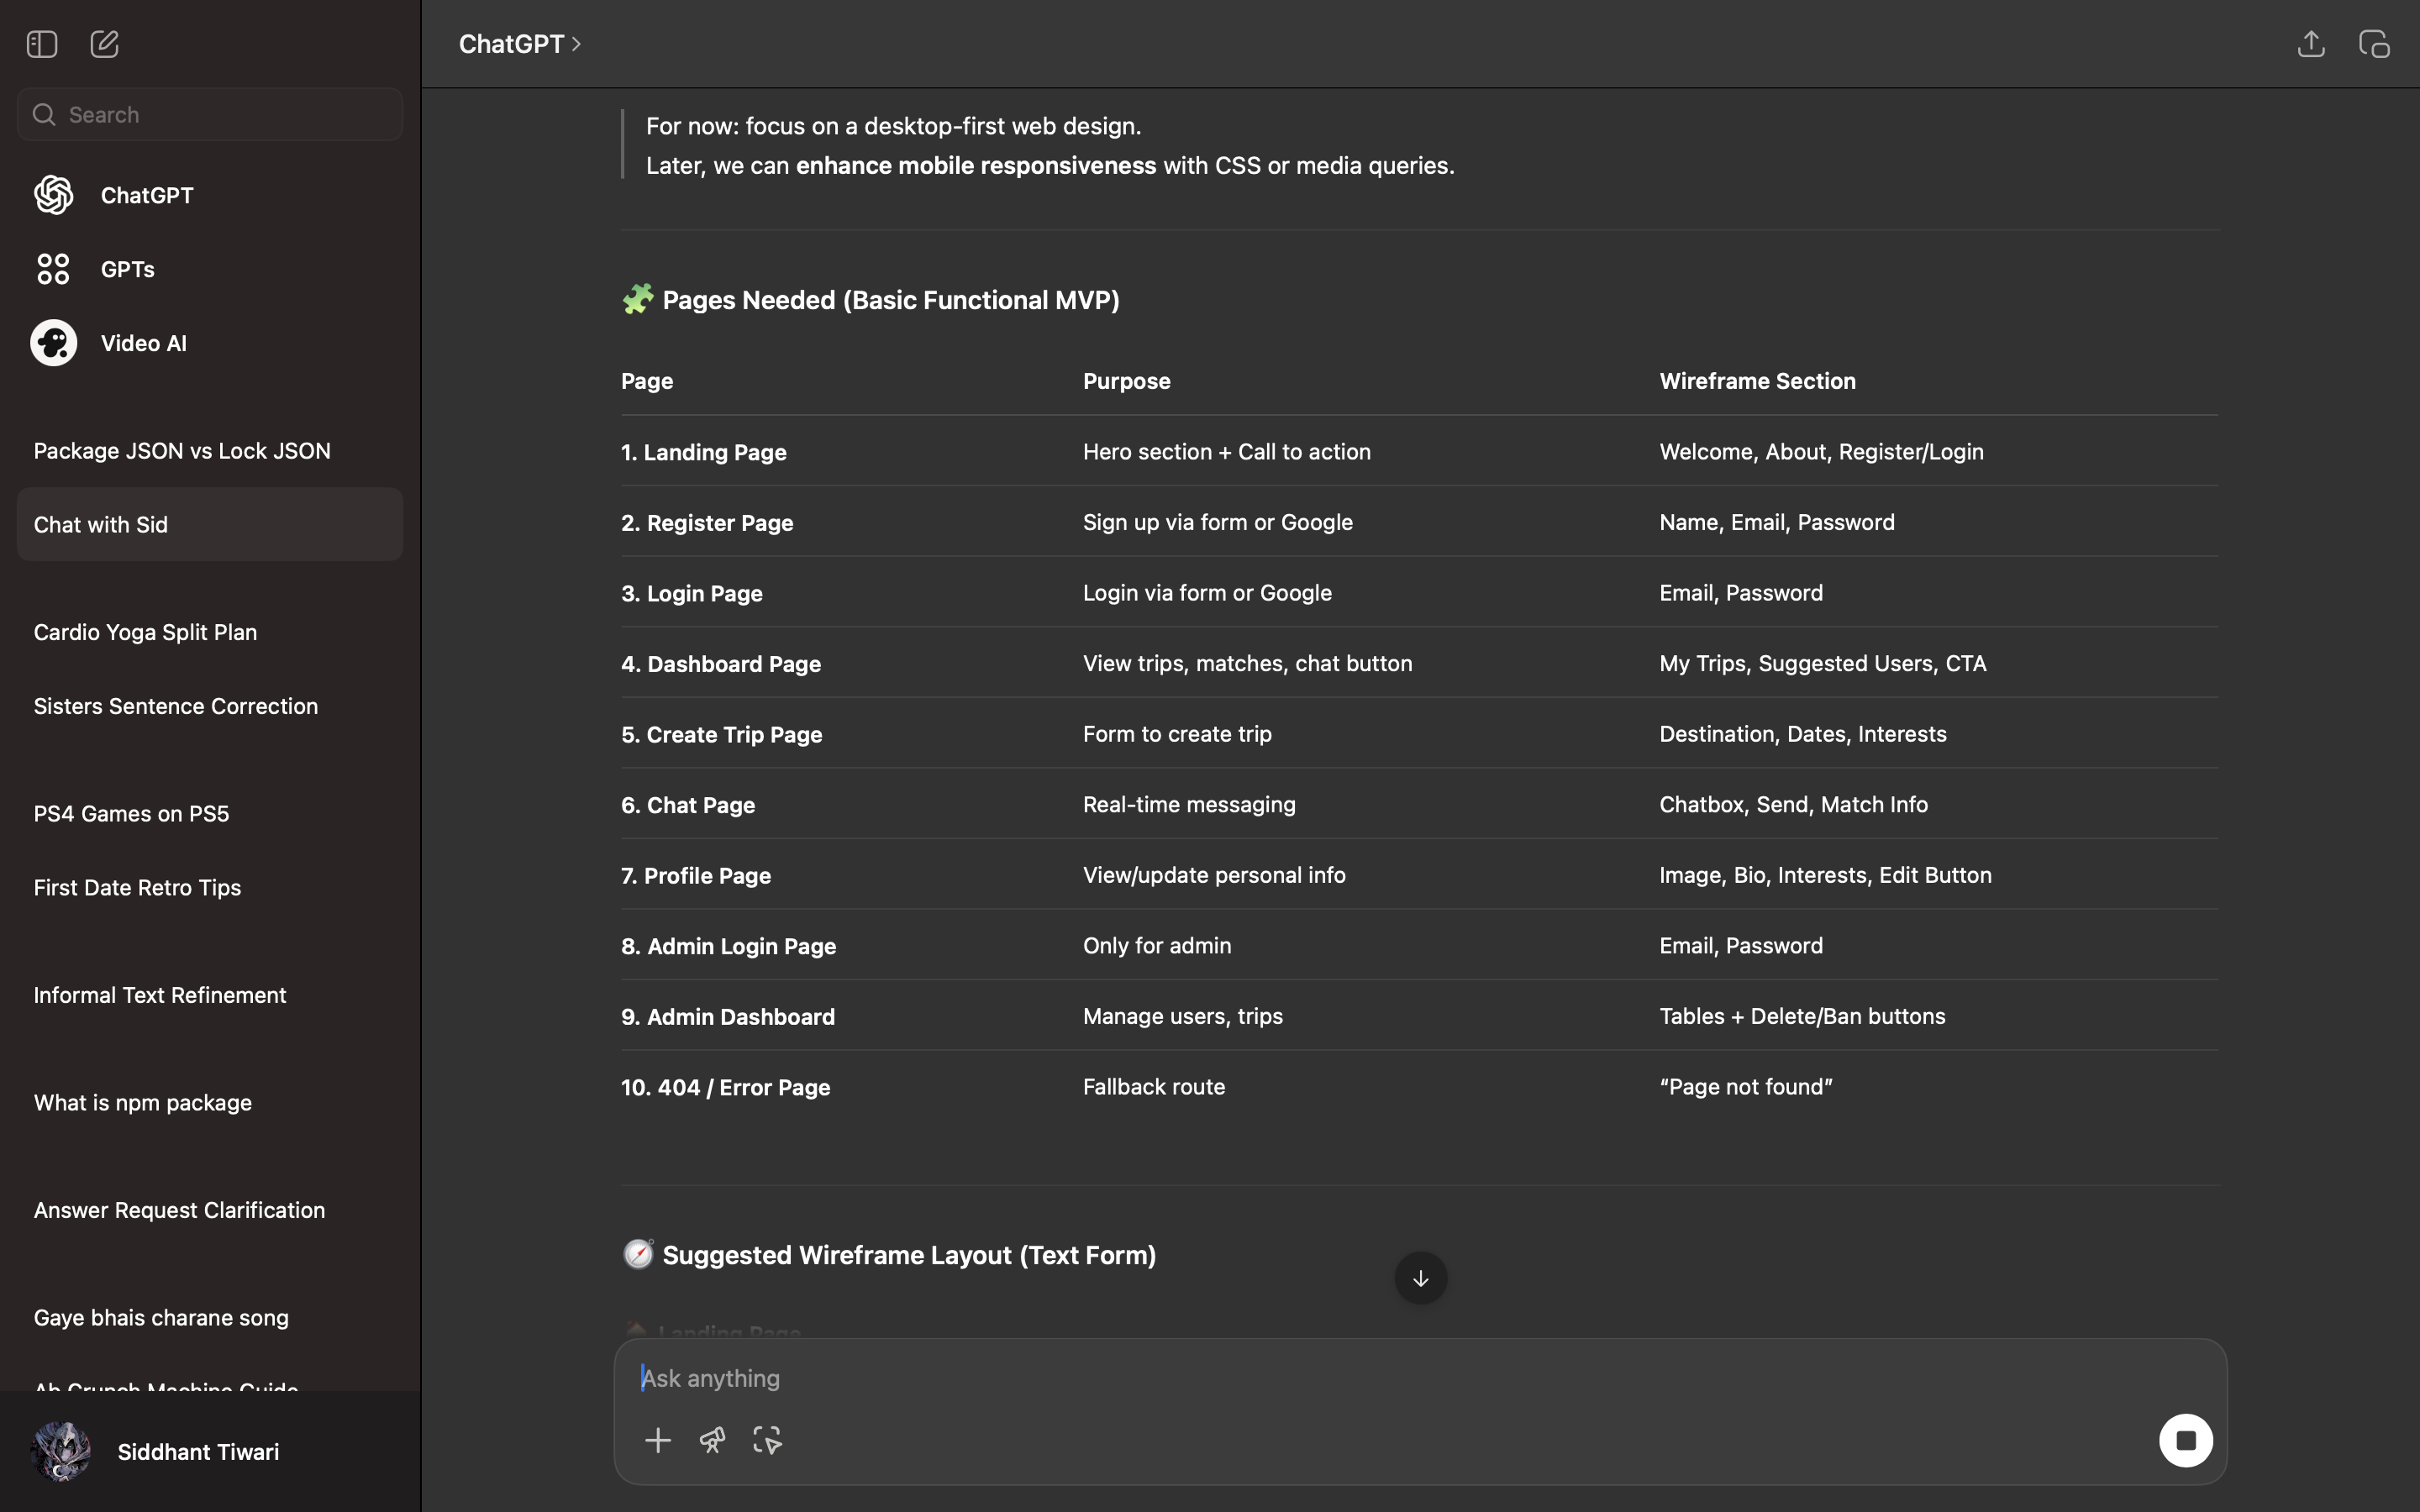 Search
ChatGPT
GPTs
Video AI
Package JSON vs Lock JSON
Chat with Sid
Cardio Yoga Split Plan
Sisters Sentence Correction
PS4 Games on PS5
First Date Retro Tips
Informal Text Refinement
What is npm package
Answer Request Clarification
Gaye bhais charane song
Ab Crunch Machine Guide
Siddhant Tiwari
ChatGPT >
For now: focus on a desktop-first web design.
Later, we can enhance mobile responsiveness with CSS or media queries.
🧩 Pages Needed (Basic Functional MVP)
Page Purpose Wireframe Section
1. Landing Page Hero section + Call to action Welcome, About, Register/Login
2. Register Page Sign up via form or Google Name, Email, Password
3. Login Page Login via form or Google Email, Password
4. Dashboard Page View trips, matches, chat button My Trips, Suggested Users, CTA
5. Create Trip Page Form to create trip Destination, Dates, Interests
6. Chat Page Real-time messaging Chatbox, Send, Match Info
7. Profile Page View/update personal info Image, Bio, Interests, Edit Button
8. Admin Login Page Only for admin Email, Password
9. Admin Dashboard Manage users, trips Tables + Delete/Ban buttons
10. 404 / Error Page Fallback route “Page not found”
🧭 Suggested Wireframe Layout (Text Form)
Landing Page
Ask anything